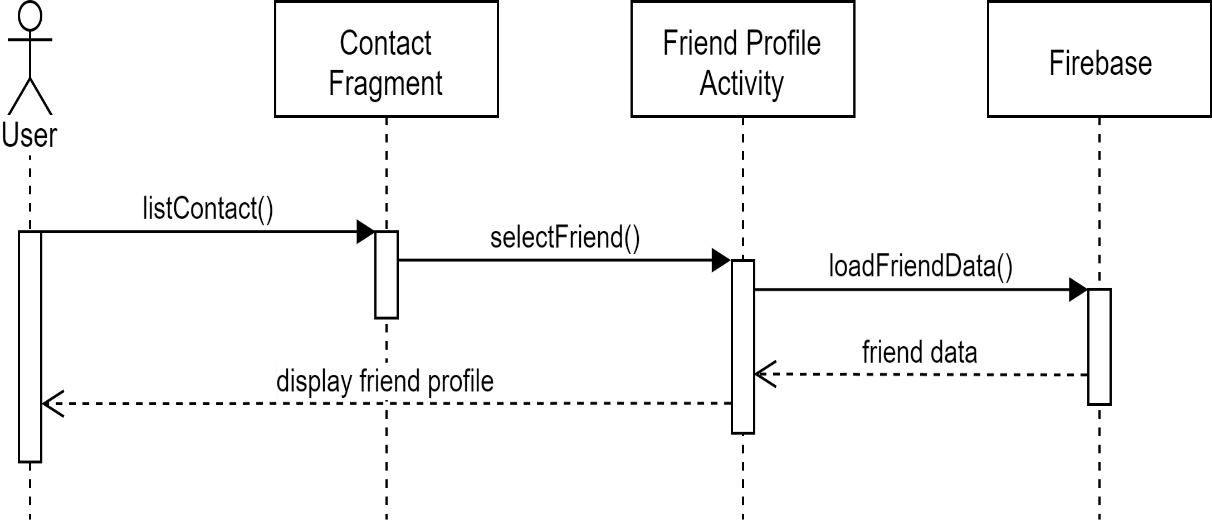 Contact
Fragment
Friend Profile
Activity
Firebase
User
listContact()
selectFriend()
loadFriendData()
friend data
display friend profile